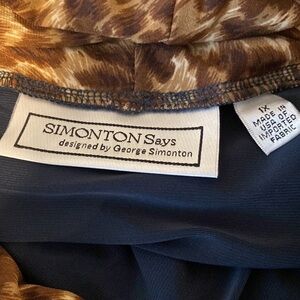 SIMONTON Says
designed by George Simonton
1X
MADE IN
USA OF
IMPORTED
FABRIC